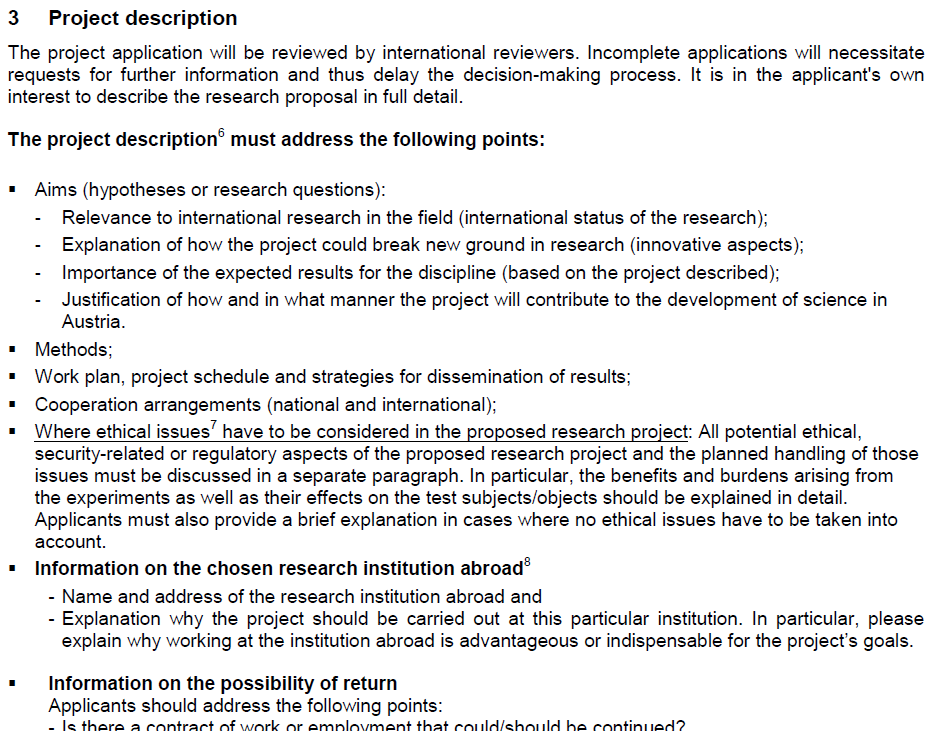 3 Project description
The project application will be reviewed by international reviewers. Incomplete applications will necessitate
requests for further information and thus delay the decision-making process. It is in the applicant's own
interest to describe the research proposal in full detail.
The project description6 must address the following points:
▪ Aims (hypotheses or research questions):
- Relevance to international research in the field (international status of the research);
- Explanation of how the project could break new ground in research (innovative aspects);
- Importance of the expected results for the discipline (based on the project described);
- Justification of how and in what manner the project will contribute to the development of science in
Austria.
▪ Methods;
▪ Work plan, project schedule and strategies for dissemination of results;
▪ Cooperation arrangements (national and international);
▪ Where ethical issues7 have to be considered in the proposed research project: All potential ethical,
security-related or regulatory aspects of the proposed research project and the planned handling of those
issues must be discussed in a separate paragraph. In particular, the benefits and burdens arising from
the experiments as well as their effects on the test subjects/objects should be explained in detail.
Applicants must also provide a brief explanation in cases where no ethical issues have to be taken into
account.
▪ Information on the chosen research institution abroad8
- Name and address of the research institution abroad and
- Explanation why the project should be carried out at this particular institution. In particular, please
explain why working at the institution abroad is advantageous or indispensable for the project's goals.
▪ Information on the possibility of return
Applicants should address the following points:
- Is there a contract of work or employment that could/should be continued?